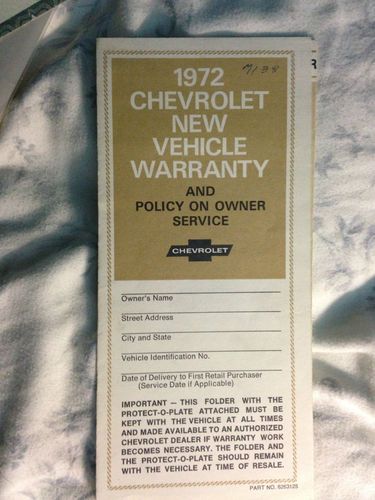 1972
CHEVROLET
NEW
VEHICLE
WARRANTY
AND
POLICY ON OWNER
SERVICE
CHEVROLET
Owner's Name
Street Address
City and State
Vehicle Identification No.
Date of Delivery to First Retail Purchaser
(Service Date if Applicable)
IMPORTANT — THIS FOLDER WITH THE
PROTECT-O-PLATE ATTACHED MUST BE
KEPT WITH THE VEHICLE AT ALL TIMES
AND MADE AVAILABLE TO AN AUTHORIZED
CHEVROLET DEALER IF WARRANTY WORK
BECOMES NECESSARY. THE FOLDER AND
THE PROTECT-O-PLATE SHOULD REMAIN
WITH THE VEHICLE AT TIME OF RESALE.
PART NO.
R